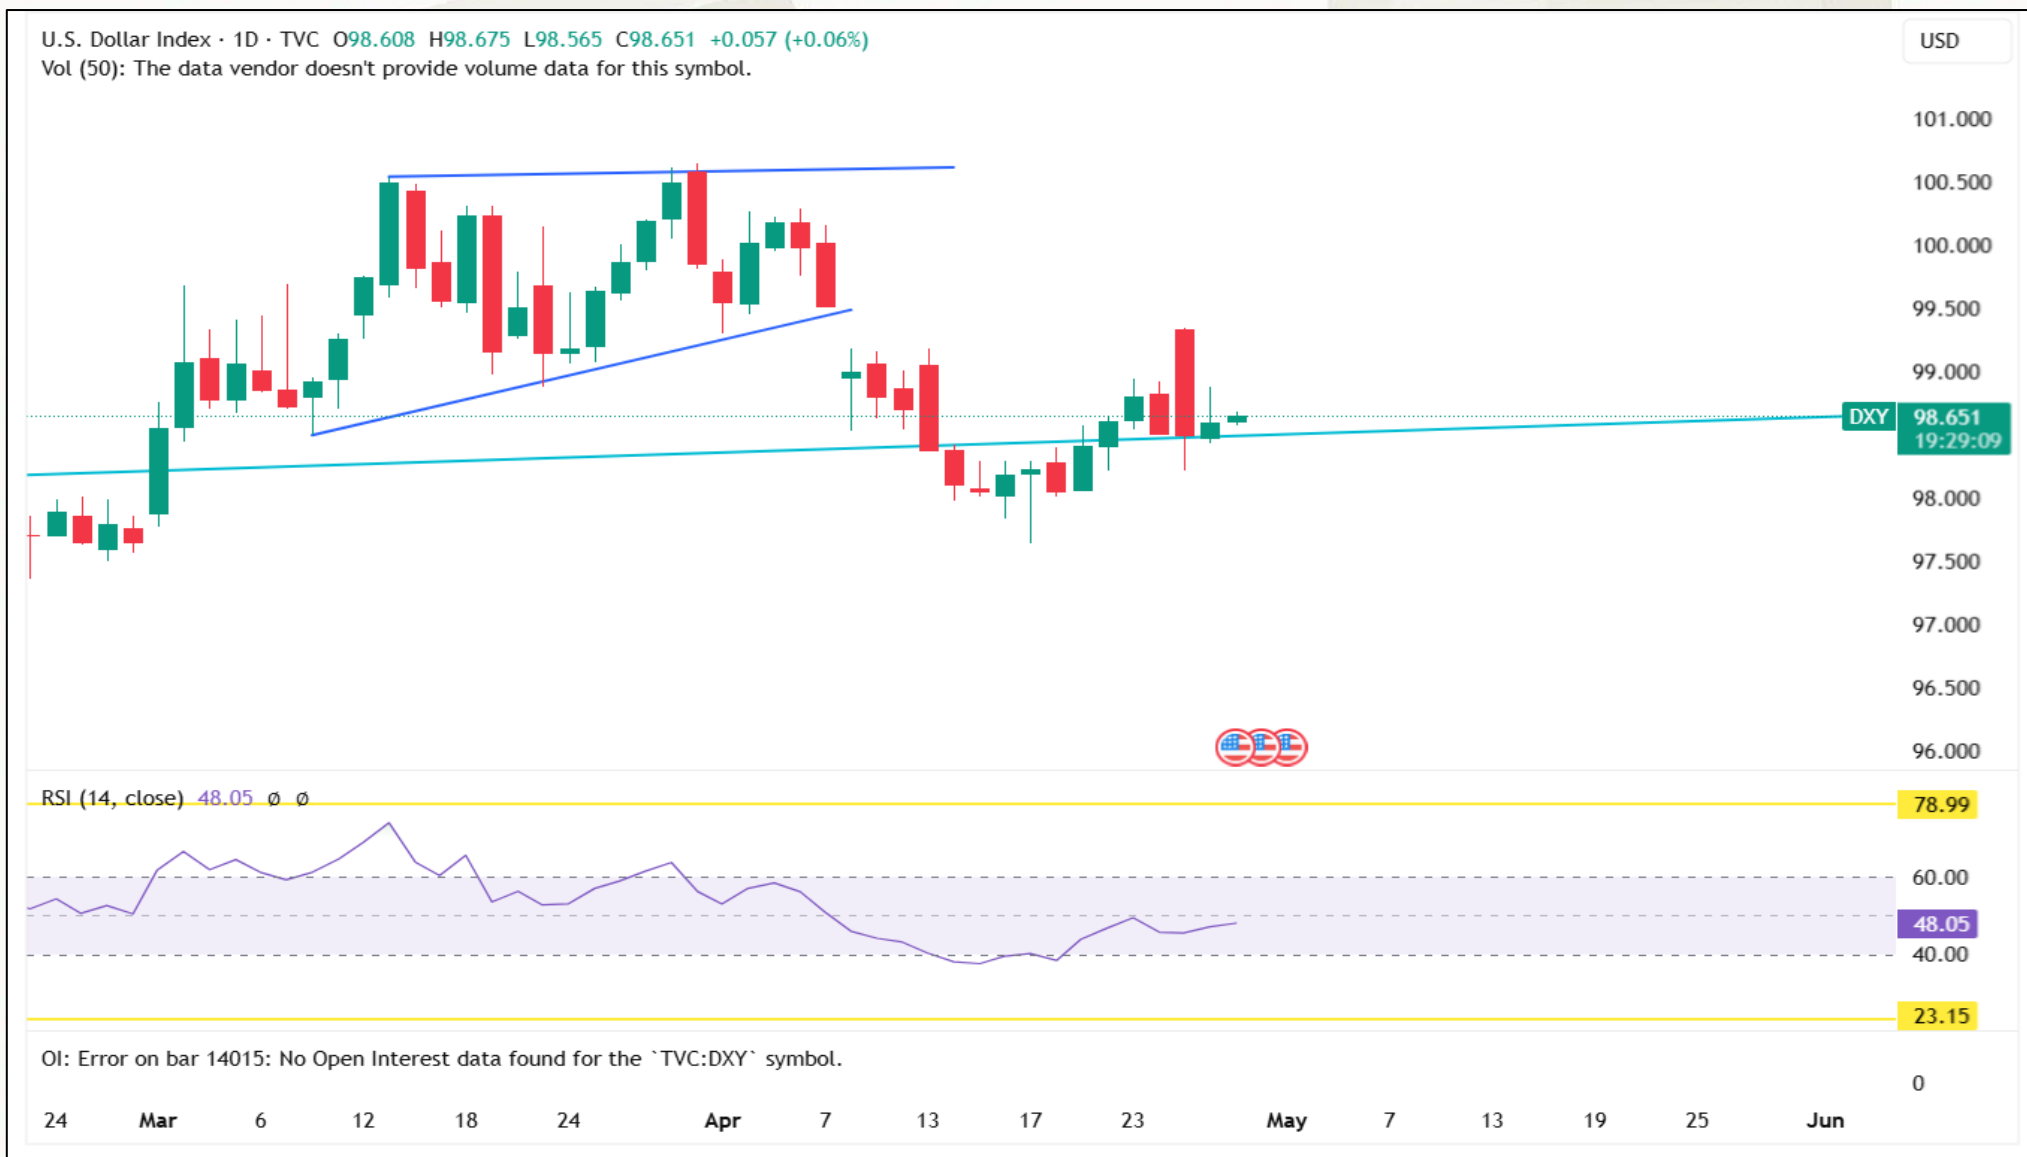 U.S. Dollar Index · 1D · TVC O98.608 H98.675 L98.565 C98.651 +0.057 (+0.06%)
Vol (50): The data vendor doesn't provide volume data for this symbol.
USD
101.000
100.500
100.000
99.500
99.000
DXY 98.651
19:29:09
98.000
97.500
97.000
96.500
96.000
RSI (14, close) 48.05 Ø Ø
78.99
60.00
48.05
40.00
23.15
OI: Error on bar 14015: No Open Interest data found for the `TVC:DXY` symbol.
0
24 Mar 6 12 18 24 Apr 7 13 17 23 May 7 13 19 25 Jun